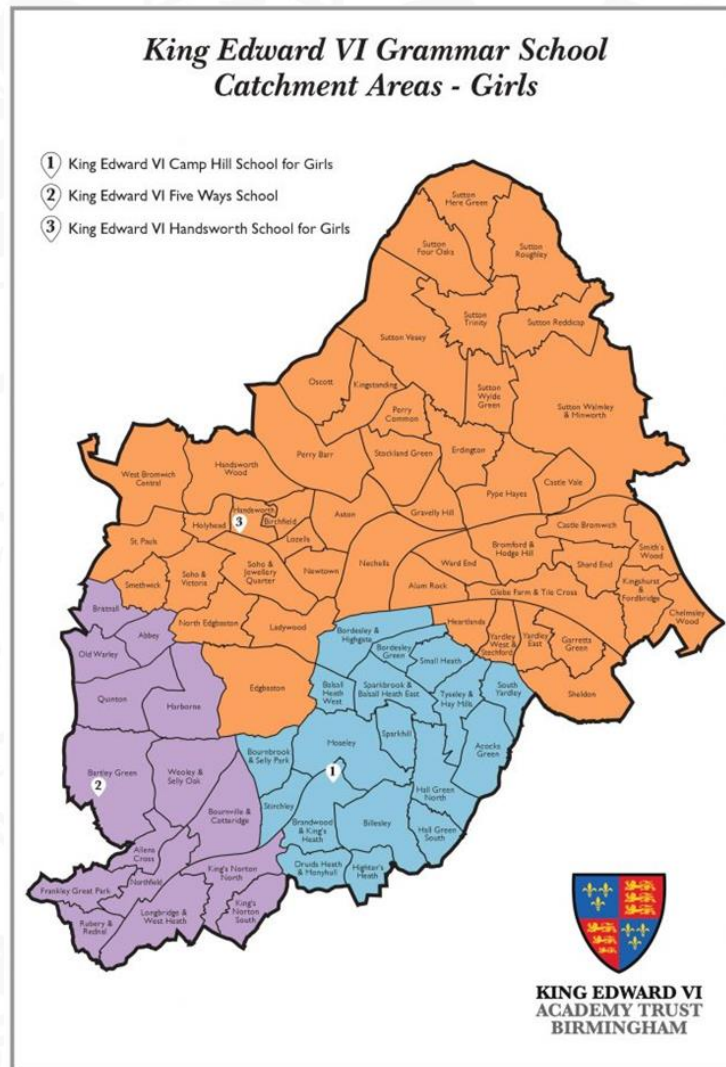 King Edward VI Grammar School
Catchment Areas - Girls
1 King Edward VI Camp Hill School for Girls
2 King Edward VI Five Ways School
3 King Edward VI Handsworth School for Girls
Sutton
Mere Green
Sutton
Four Oaks
Sutton
Roughley
Sutton
Trinity
Sutton Reddicap
Sutton Vesey
Oscott
Kingstanding
Sutton
Wylde
Green
Sutton Walmley
& Minworth
Perry
Common
Erdington
Stockland Green
Perry Barr
Handsworth
Wood
West Bromwich
Central
Castle Vale
Pype Hayes
Gravelly Hill
Aston
Handsworth
3
Birchfield
Holyhead
Lozells
St. Pauls
Castle Bromwich
Smith's
Wood
Bromford &
Hodge Hill
Ward End
Shard End
Nechells
Newtown
Soho &
Jewellery
Quarter
Soho &
Victoria
Smethwick
Alum Rock
Glebe Farm & Tile Cross
Kingshurst
&
Fordbridge
Chelmsley
Wood
Bristnall
Abbey
North Edgbaston
Ladywood
Heartlands
Yardley
West &
Stechford
Yardley
East
Garretts
Green
Sheldon
Bordesley &
Highgate
Bordesley
Green
Small Heath
Old Warley
Quinton
Harborne
Edgbaston
Balsall
Heath
West
Sparkbrook &
Balsall Heath East
Tyseley &
Hay Mills
South
Yardley
Acocks
Green
Sparkhill
Moseley
1
Bournbrook
& Selly Park
Bartley Green
2
Weoley &
Selly Oak
Stirchley
Hall Green
North
Hall Green
South
Bournville &
Cotteridge
Brandwood
& King's
Heath
Billesley
Druids Heath
& Monyhull
Highter's
Heath
Allens
Cross
King's Norton
North
Northfield
Frankley Great Park
King's
Norton
South
Longbridge &
West Heath
Rubery &
Rednal
KING EDWARD VI
ACADEMY TRUST
BIRMINGHAM